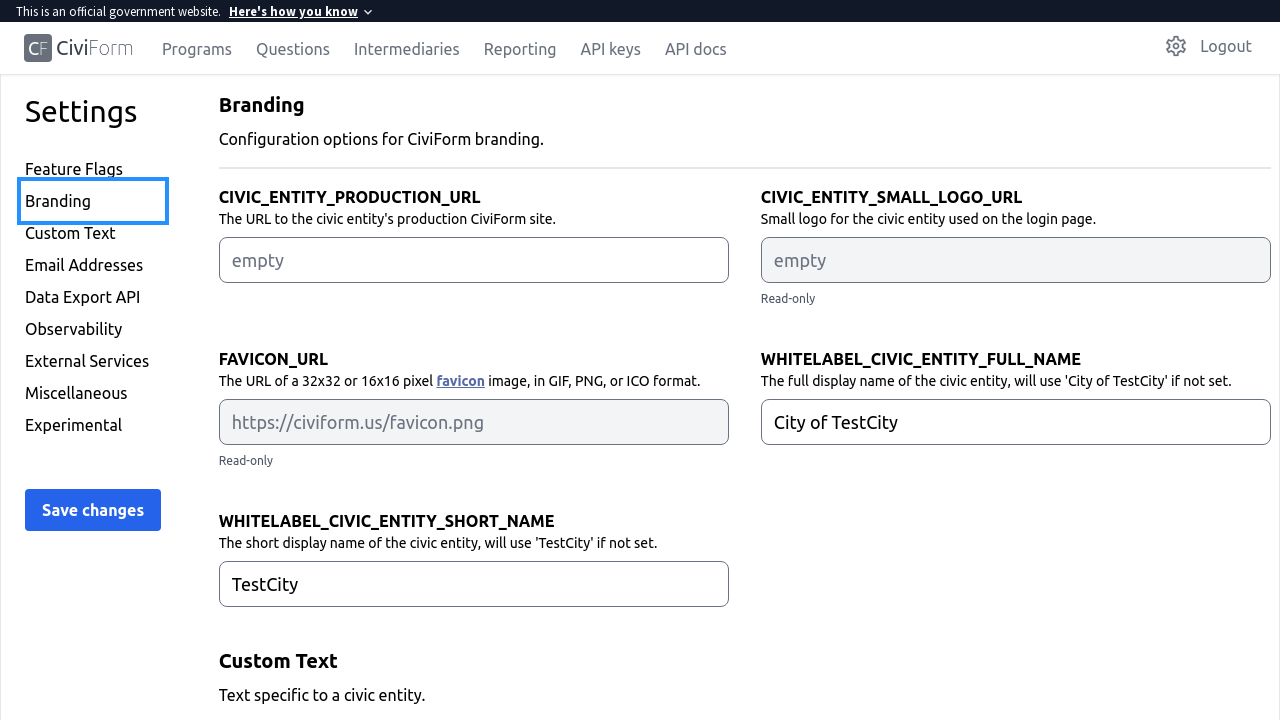 This is an official government website. Here's how you know
CF CiviForm Programs Questions Intermediaries Reporting API keys API docs Logout
Settings
Feature Flags
Branding
Custom Text
Email Addresses
Data Export API
Observability
External Services
Miscellaneous
Experimental
Save changes
Branding
Configuration options for CiviForm branding.
CIVIC_ENTITY_PRODUCTION_URL
The URL to the civic entity's production CiviForm site.
empty
CIVIC_ENTITY_SMALL_LOGO_URL
Small logo for the civic entity used on the login page.
empty
Read-only
FAVICON_URL
The URL of a 32x32 or 16x16 pixel favicon image, in GIF, PNG, or ICO format.
https://civiform.us/favicon.png
Read-only
WHITELABEL_CIVIC_ENTITY_FULL_NAME
The full display name of the civic entity, will use 'City of TestCity' if not set.
City of TestCity
WHITELABEL_CIVIC_ENTITY_SHORT_NAME
The short display name of the civic entity, will use 'TestCity' if not set.
TestCity
Custom Text
Text specific to a civic entity.